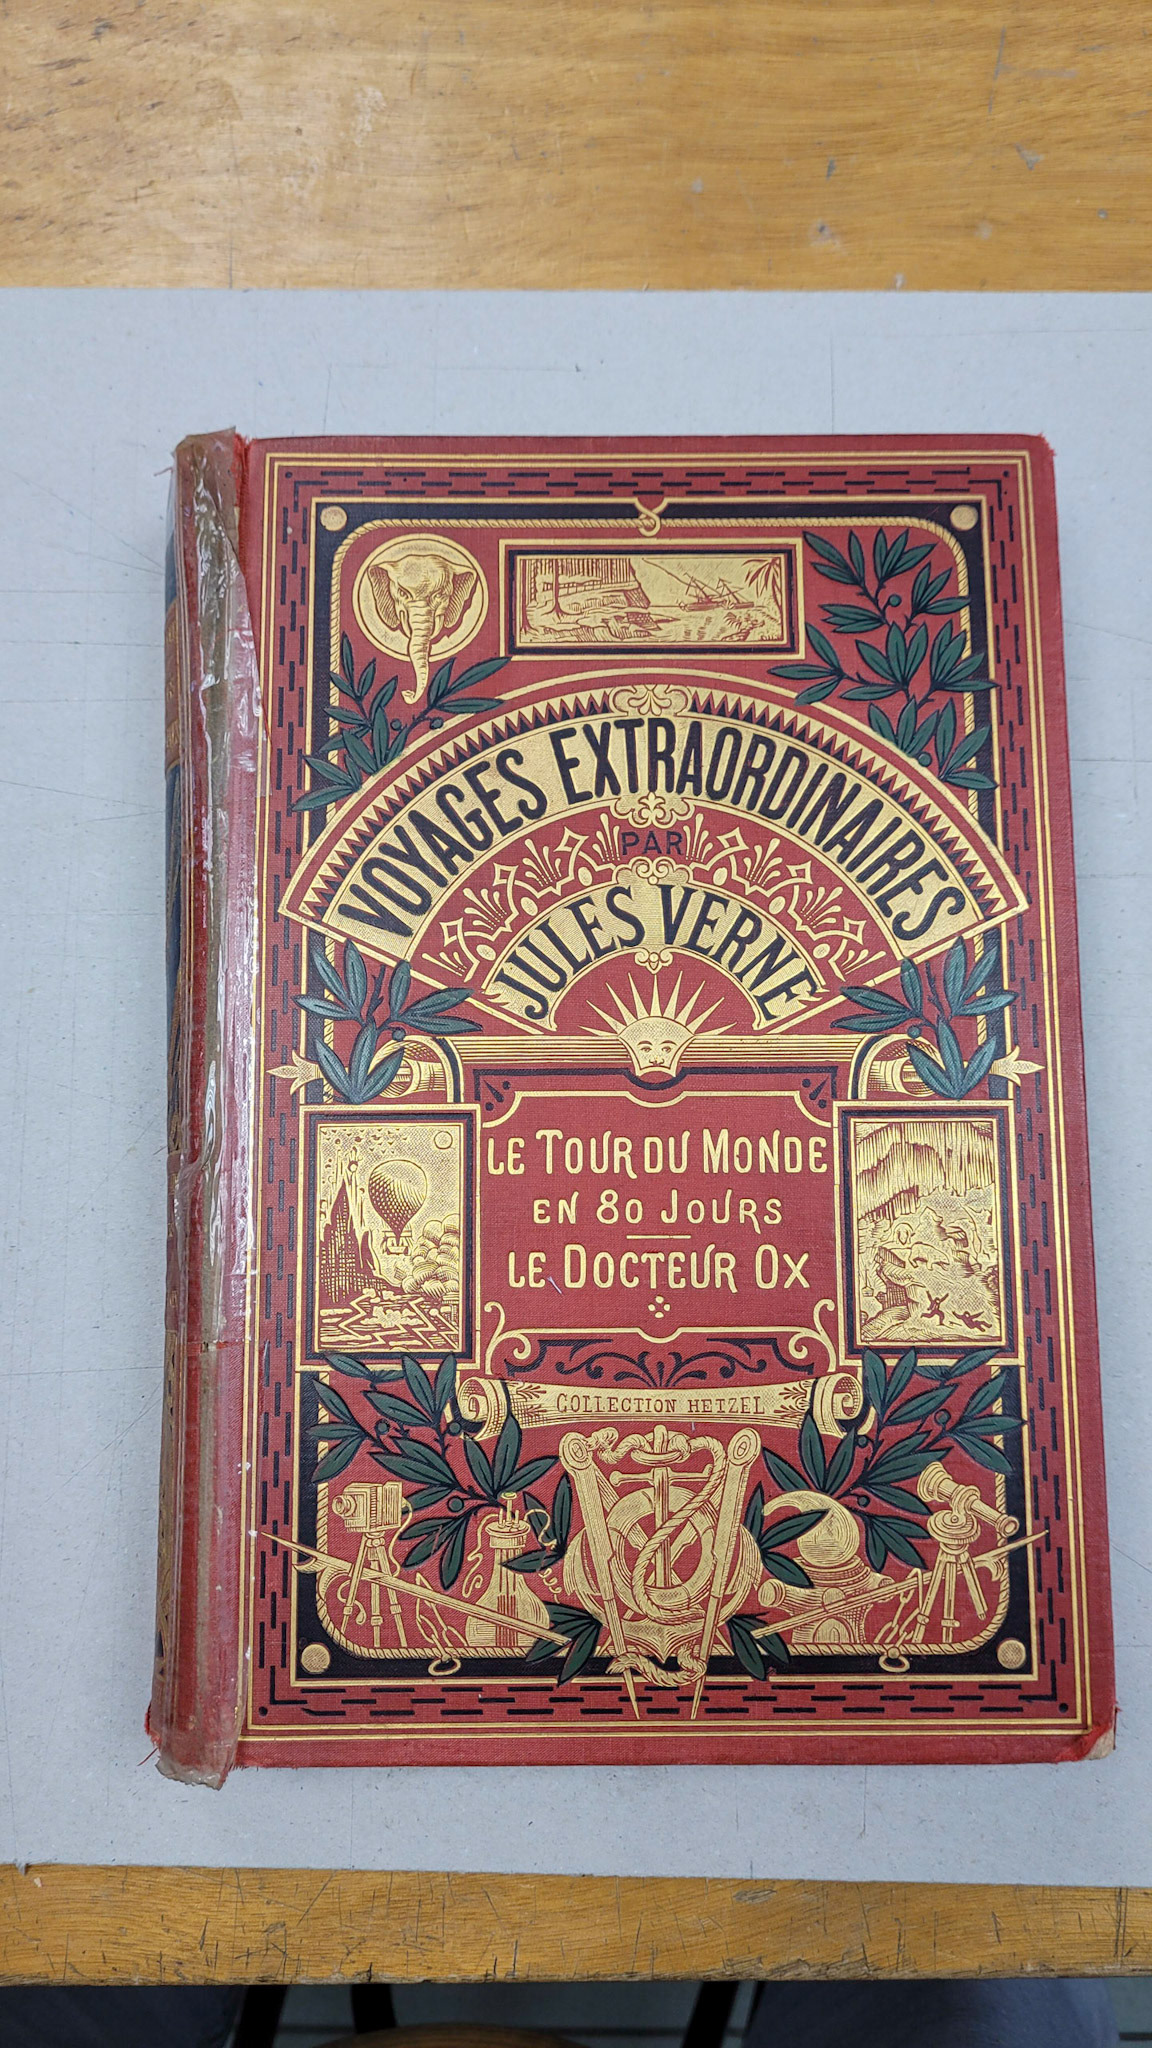 VOYAGES EXTRAORDINAIRES
PAR
JULES VERNE
LE TOUR DU MONDE
EN 80 JOURS
LE DOCTEUR OX
COLLECTION HETZEL